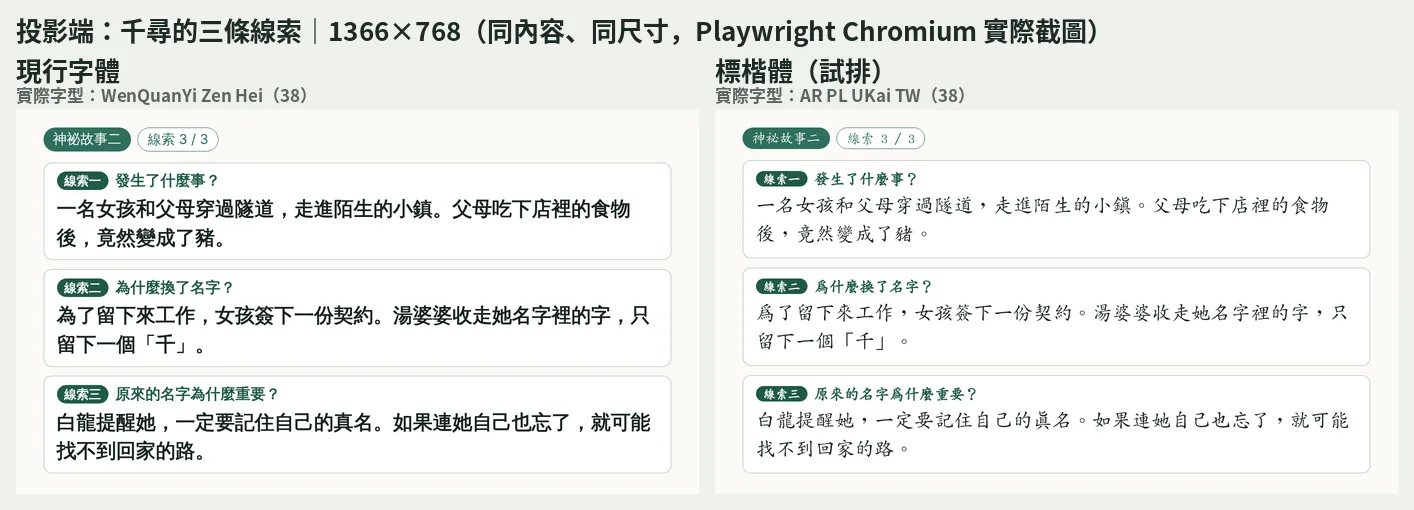 投影端：千尋的三條線索｜1366×768（同內容、同尺寸，Playwright Chromium 實際截圖）
現行字體
實際字型：WenQuanYi Zen Hei（38）
神祕故事二 線索 3 / 3
線索一 發生了什麼事？
一名女孩和父母穿過隧道，走進陌生的小鎮。父母吃下店裡的食物
後，竟然變成了豬。
線索二 為什麼換了名字？
為了留下來工作，女孩簽下一份契約。湯婆婆收走她名字裡的字，只
留下一個「千」。
線索三 原來的名字為什麼重要？
白龍提醒她，一定要記住自己的真名。如果連她自己也忘了，就可能
找不到回家的路。
標楷體（試排）
實際字型：AR PL UKai TW（38）
神祕故事二 線索 3 / 3
線索一 發生了什麼事？
一名女孩和父母穿過隧道，走進陌生的小鎮。父母吃下店裡的食物
後，竟然變成了豬。
線索二 爲什麼換了名字？
爲了留下來工作，女孩簽下一份契約。湯婆婆收走她名字裡的字，只
留下一個「千」。
線索三 原來的名字爲什麼重要？
白龍提醒她，一定要記住自己的眞名。如果連她自己也忘了，就可能
找不到回家的路。